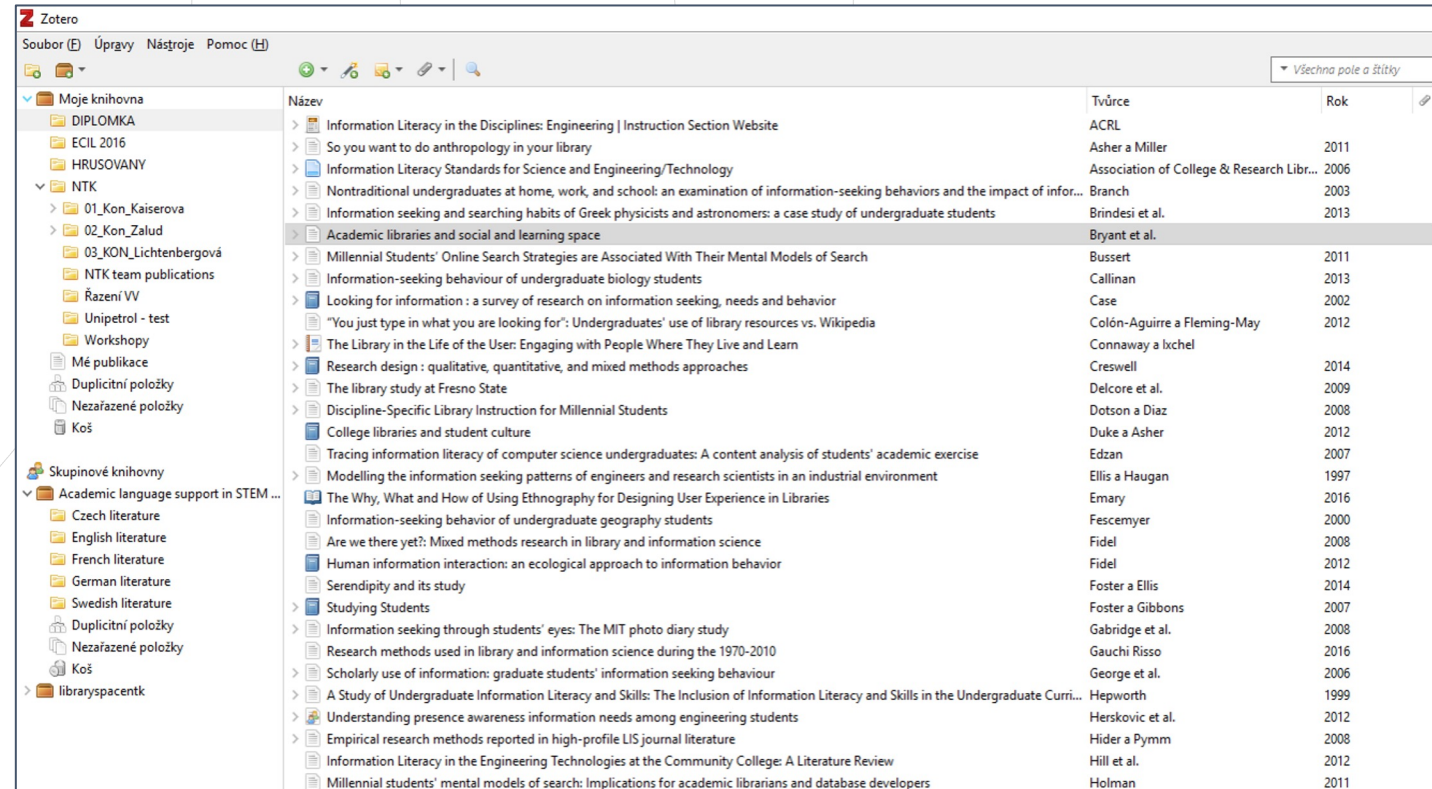 Zotero
Soubor (F) Úpravy Nástroje Pomoc (H)
Všechna pole a štítky
Moje knihovna
DIPLOMKA
ECIL 2016
HRUSOVANY
NTK
01_Kon_Kaiserova
02_Kon_Zalud
03_KON_Lichtenbergová
NTK team publications
Řazení VV
Unipetrol - test
Workshopy
Mé publikace
Duplicitní položky
Nezařazené položky
Koš
Skupinové knihovny
Academic language support in STEM ...
Czech literature
English literature
French literature
German literature
Swedish literature
Duplicitní položky
Nezařazené položky
Koš
libraryspacentk
Název Tvůrce Rok
Information Literacy in the Disciplines: Engineering | Instruction Section Website ACRL
So you want to do anthropology in your library Asher a Miller 2011
Information Literacy Standards for Science and Engineering/Technology Association of College & Research Libr... 2006
Nontraditional undergraduates at home, work, and school: an examination of information-seeking behaviors and the impact of infor... Branch 2003
Information seeking and searching habits of Greek physicists and astronomers: a case study of undergraduate students Brindesi et al. 2013
Academic libraries and social and learning space Bryant et al.
Millennial Students' Online Search Strategies are Associated With Their Mental Models of Search Bussert 2011
Information-seeking behaviour of undergraduate biology students Callinan 2013
Looking for information : a survey of research on information seeking, needs and behavior Case 2002
"You just type in what you are looking for": Undergraduates' use of library resources vs. Wikipedia Colón-Aguirre a Fleming-May 2012
The Library in the Life of the User: Engaging with People Where They Live and Learn Connaway a Ixchel
Research design : qualitative, quantitative, and mixed methods approaches Creswell 2014
The library study at Fresno State Delcore et al. 2009
Discipline-Specific Library Instruction for Millennial Students Dotson a Diaz 2008
College libraries and student culture Duke a Asher 2012
Tracing information literacy of computer science undergraduates: A content analysis of students' academic exercise Edzan 2007
Modelling the information seeking patterns of engineers and research scientists in an industrial environment Ellis a Haugan 1997
The Why, What and How of Using Ethnography for Designing User Experience in Libraries Emary 2016
Information-seeking behavior of undergraduate geography students Fescemyer 2000
Are we there yet?: Mixed methods research in library and information science Fidel 2008
Human information interaction: an ecological approach to information behavior Fidel 2012
Serendipity and its study Foster a Ellis 2014
Studying Students Foster a Gibbons 2007
Information seeking through students' eyes: The MIT photo diary study Gabridge et al. 2008
Research methods used in library and information science during the 1970-2010 Gauchi Risso 2016
Scholarly use of information: graduate students' information seeking behaviour George et al. 2006
A Study of Undergraduate Information Literacy and Skills: The Inclusion of Information Literacy and Skills in the Undergraduate Curri... Hepworth 1999
Understanding presence awareness information needs among engineering students Herskovic et al. 2012
Empirical research methods reported in high-profile LIS journal literature Hider a Pymm 2008
Information Literacy in the Engineering Technologies at the Community College: A Literature Review Hill et al. 2012
Millennial students' mental models of search: Implications for academic librarians and database developers Holman 2011